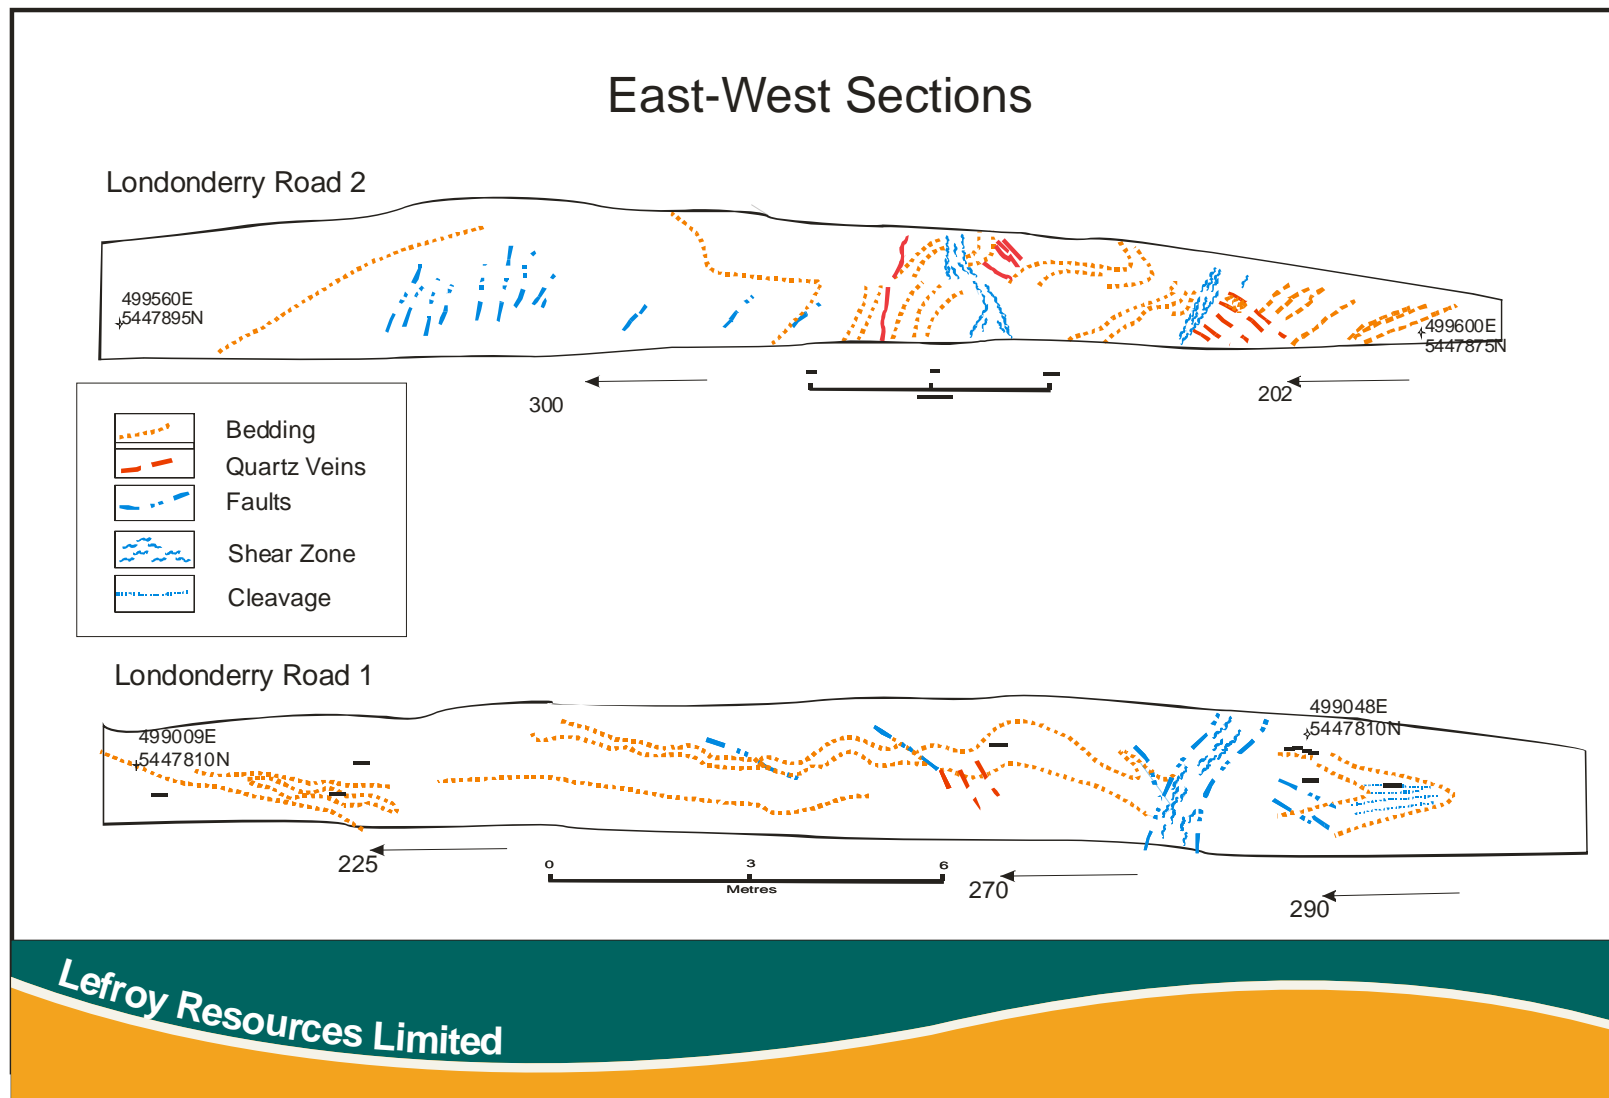 East-West Sections
Londonderry Road 2
499560E
5447895N
499600E
5447875N
300
202
Bedding
Quartz Veins
Faults
Shear Zone
Cleavage
Londonderry Road 1
499009E
5447810N
499048E
5447810N
225
0 3 6
Metres
270
290
Lefroy Resources Limited